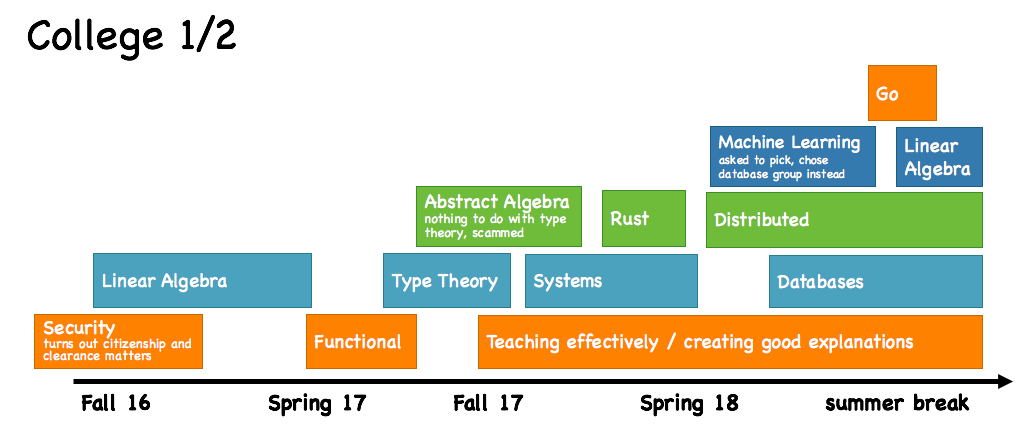 College 1/2
Go
Machine Learning
asked to pick, chose
database group instead
Linear
Algebra
Abstract Algebra
nothing to do with type
theory, scammed
Rust
Distributed
Linear Algebra
Type Theory
Systems
Databases
Security
turns out citizenship and
clearance matters
Functional
Teaching effectively / creating good explanations
Fall 16
Spring 17
Fall 17
Spring 18
summer break